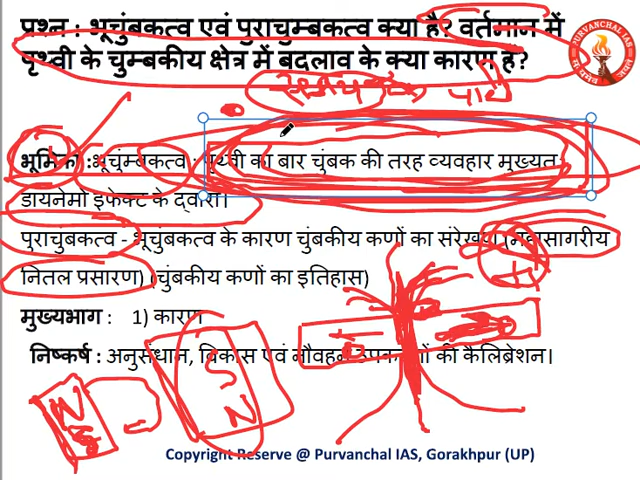 प्रश्न : भूचुंबकत्व एवं पुराचुम्बकत्व क्या है? वर्तमान में
पृथ्वी के चुम्बकीय क्षेत्र में बदलाव के क्या कारण हैं?
PURVANCHAL IAS
भूमिका : भूचुंम्बकत्व : पृथ्वी का बार चुंबक की तरह व्यवहार मुख्यत
डायनेमो इफेक्ट के द्वारा।
पुराचुंबकत्व - भूचुंबकत्व के कारण चुंबकीय कणों का संरेखण (महासागरीय
नितल प्रसारण) (चुंबकीय कणों का इतिहास)
मुख्यभाग : 1) कारण
निष्कर्ष : अनुसंधान, विकास एवं नौवहन उपकरणों की कैलिब्रेशन।
S
N
N
S
Copyright Reserve @ Purvanchal IAS, Gorakhpur (UP)